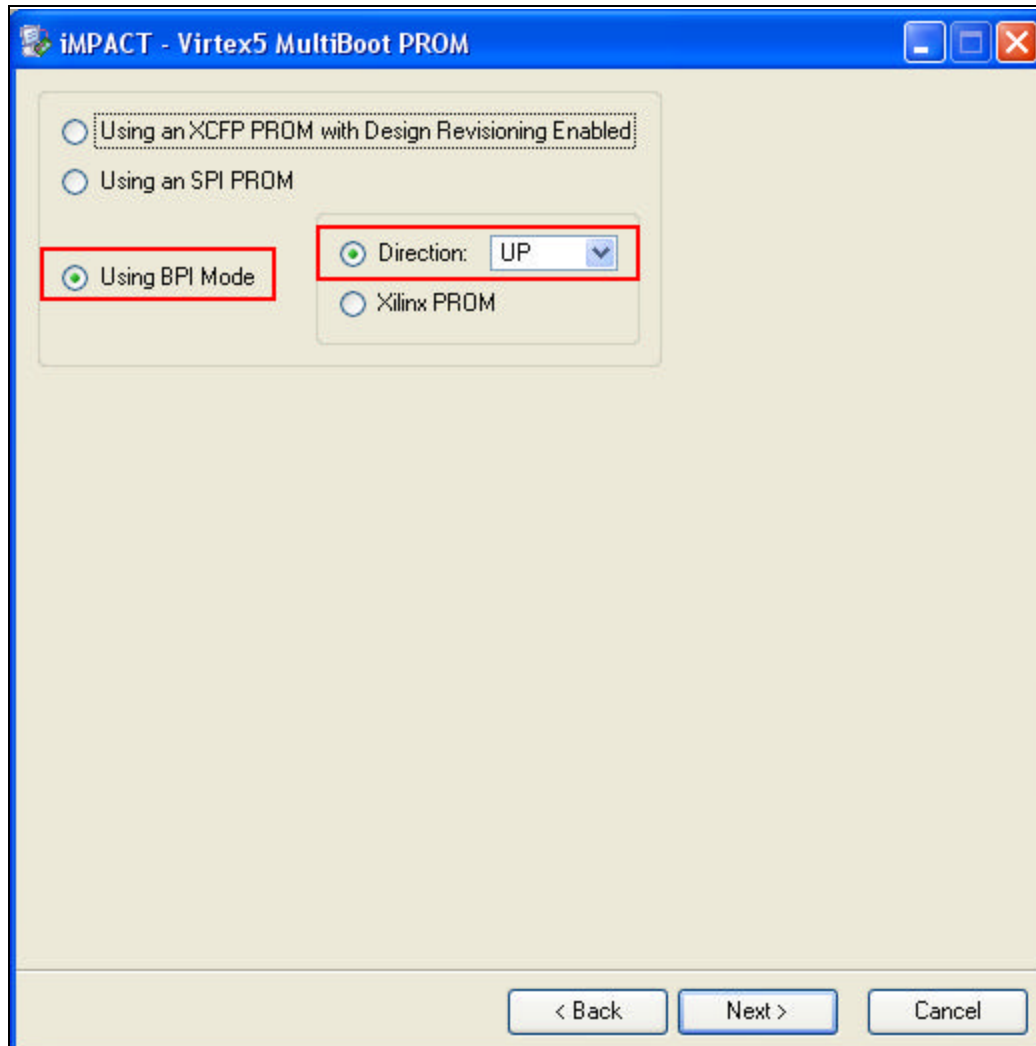 iMPACT - Virtex5 MultiBoot PROM
Using an XCFP PROM with Design Revisioning Enabled
Using an SPI PROM
Using BPI Mode
Direction: UP
Xilinx PROM
< Back
Next >
Cancel